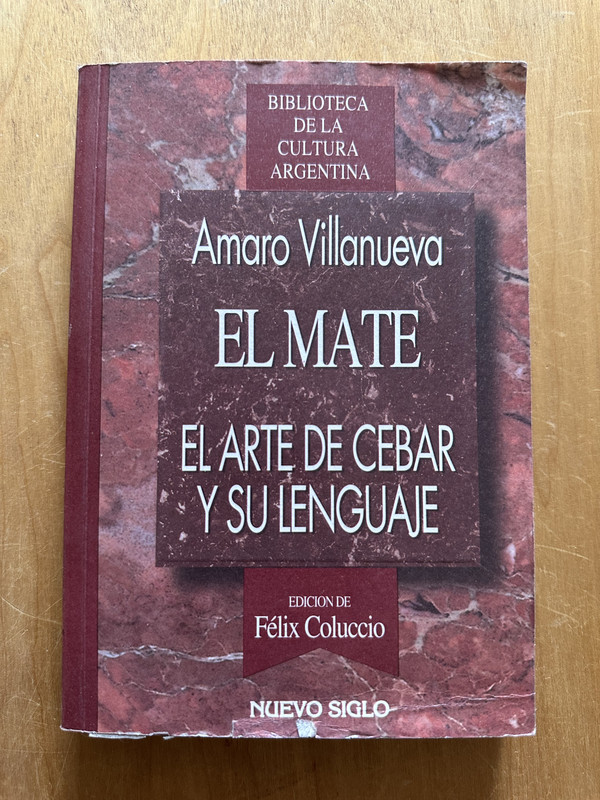 BIBLIOTECA
DE LA
CULTURA
ARGENTINA
Amaro Villanueva
EL MATE
EL ARTE DE CEBAR
Y SU LENGUAJE
EDICION DE
Félix Coluccio
NUEVO SIGLO